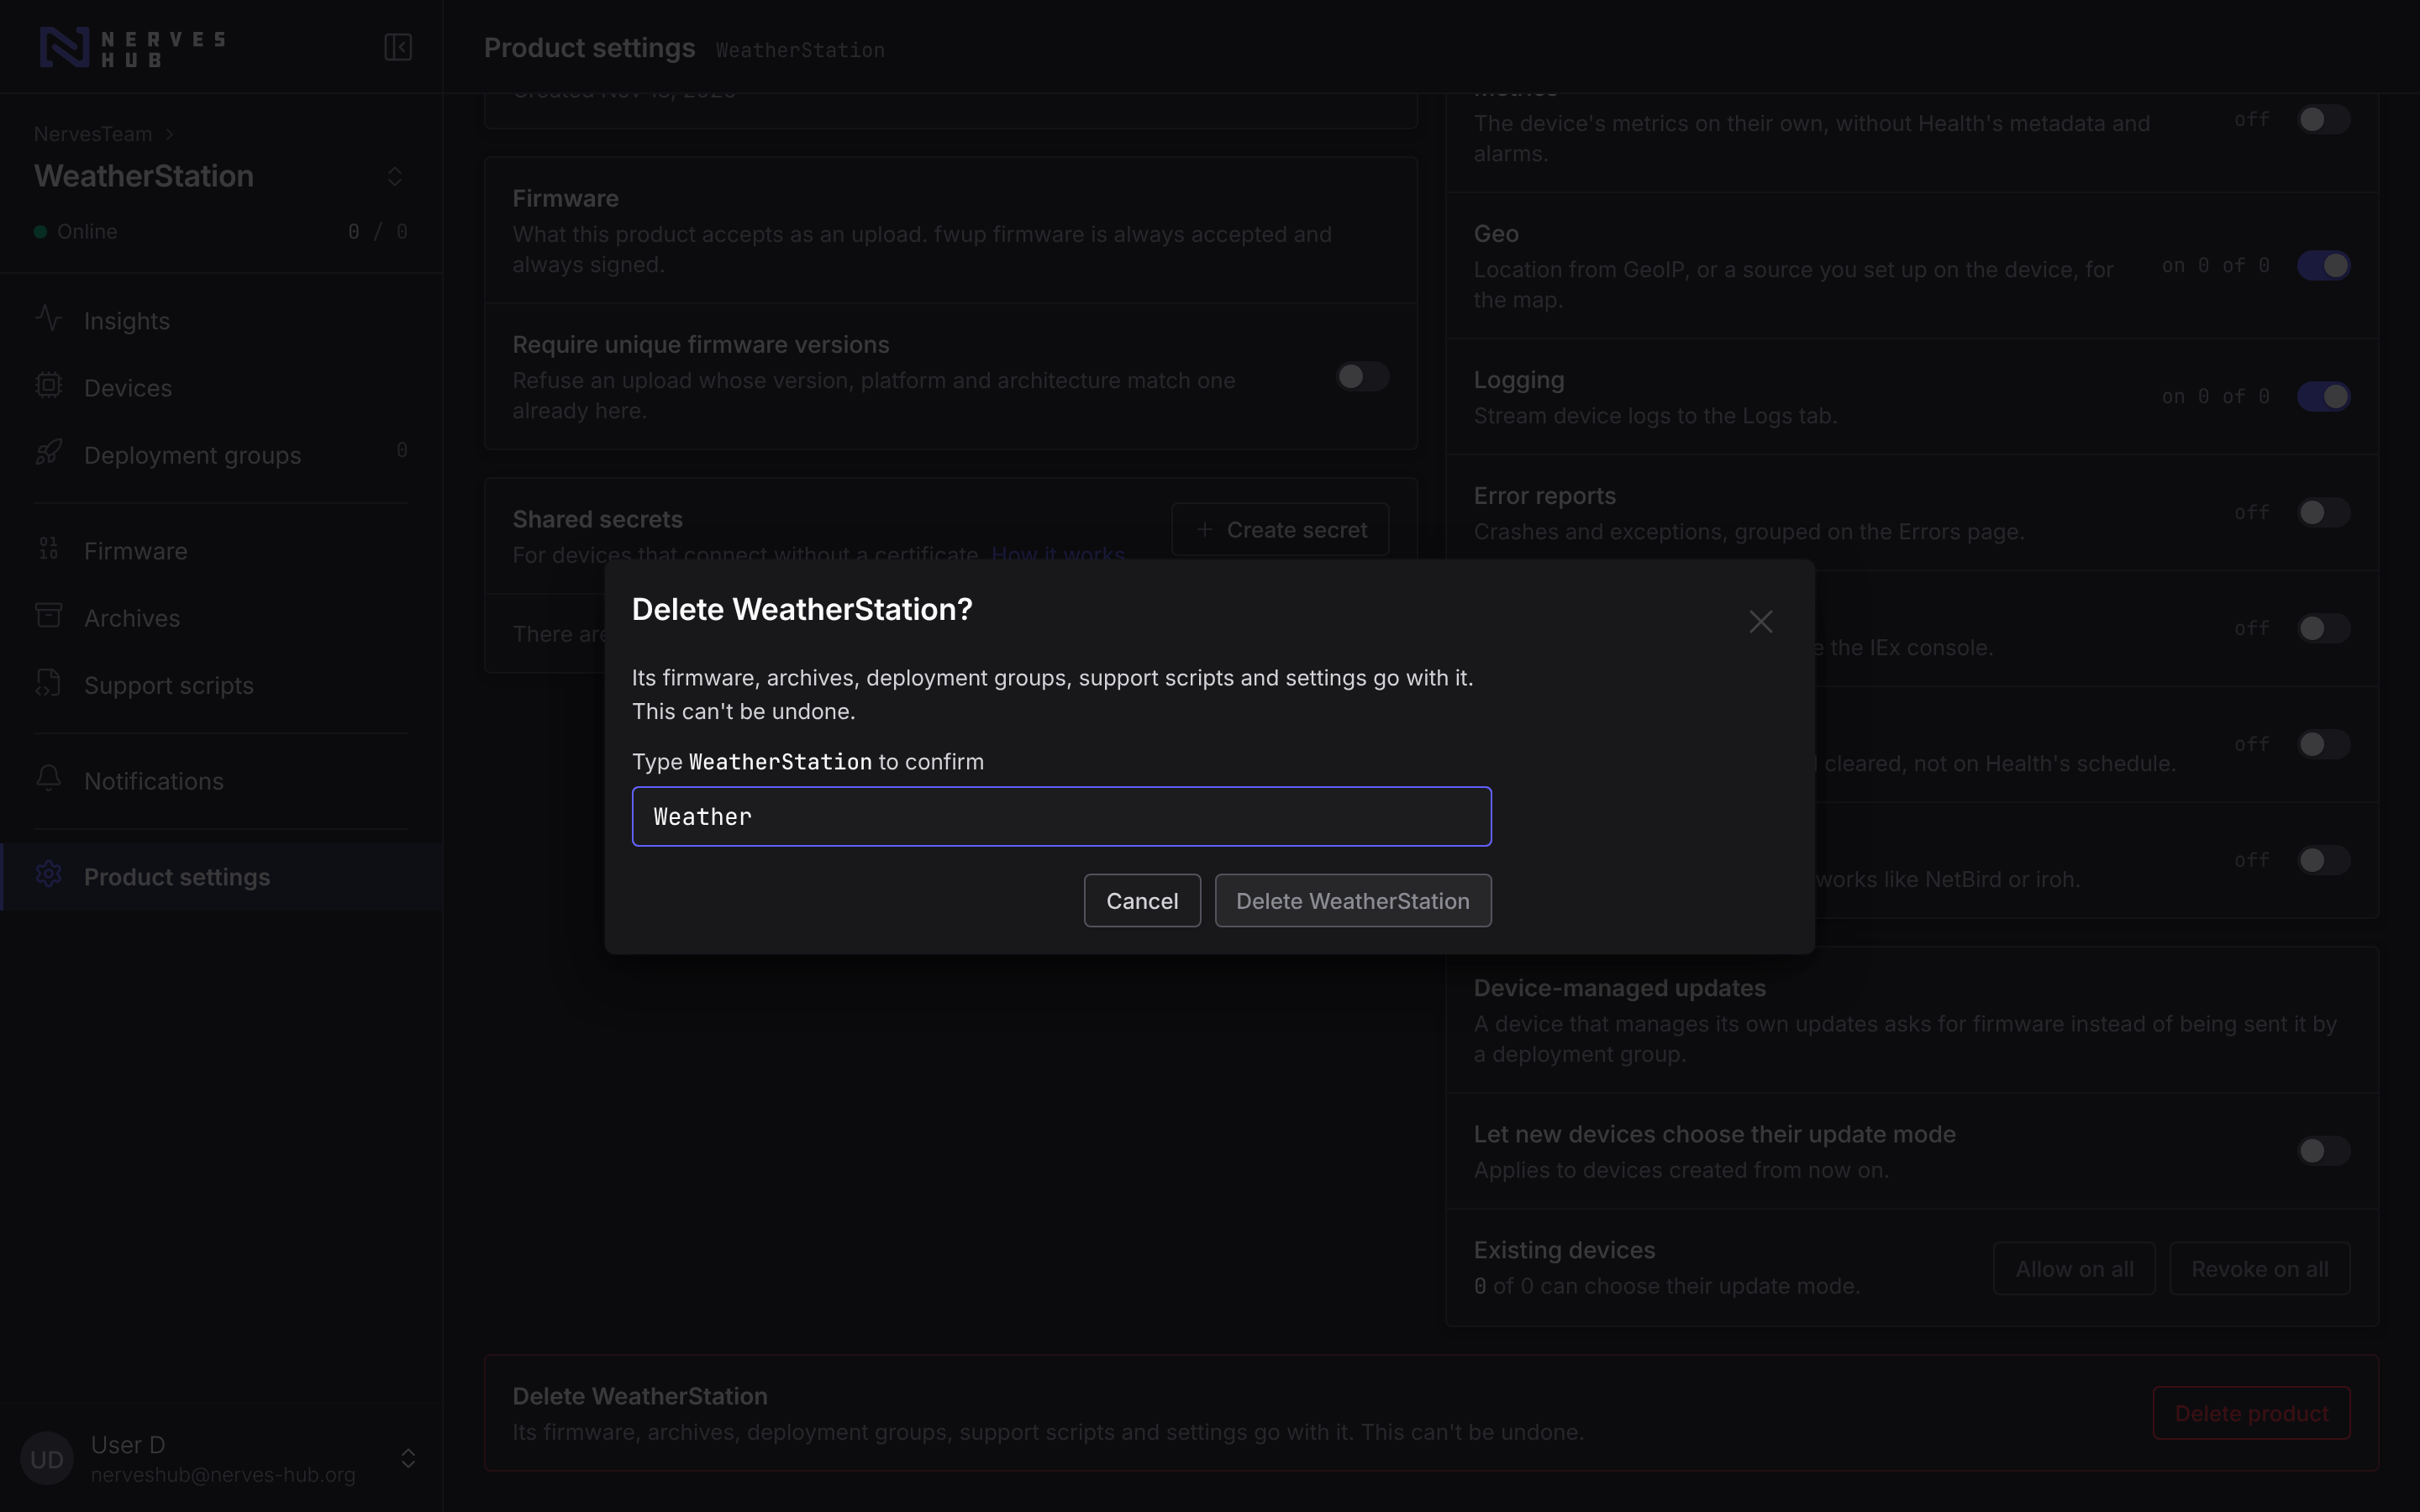 NERVES
HUB
NervesTeam
WeatherStation
Online
0 / 0
Insights
Devices
Deployment groups
0
Firmware
Archives
Support scripts
Notifications
Product settings
UD
User D
nerveshub@nerves-hub.org
Product settings WeatherStation
Firmware
What this product accepts as an upload. fwup firmware is always accepted and
always signed.
Require unique firmware versions
Refuse an upload whose version, platform and architecture match one
already here.
Shared secrets
For devices that connect without a certificate. How it works
Create secret
There are
Metrics
The device's metrics on their own, without Health's metadata and
alarms.
off
Geo
Location from GeoIP, or a source you set up on the device, for
the map.
on 0 of 0
Logging
Stream device logs to the Logs tab.
on 0 of 0
Error reports
Crashes and exceptions, grouped on the Errors page.
off
the IEx console.
off
cleared, not on Health's schedule.
off
works like NetBird or iroh.
off
Delete WeatherStation?
Its firmware, archives, deployment groups, support scripts and settings go with it.
This can't be undone.
Type WeatherStation to confirm
Weather
Cancel
Delete WeatherStation
Device-managed updates
A device that manages its own updates asks for firmware instead of being sent it by
a deployment group.
Let new devices choose their update mode
Applies to devices created from now on.
Existing devices
0 of 0 can choose their update mode.
Allow on all
Revoke on all
Delete WeatherStation
Its firmware, archives, deployment groups, support scripts and settings go with it. This can't be undone.
Delete product